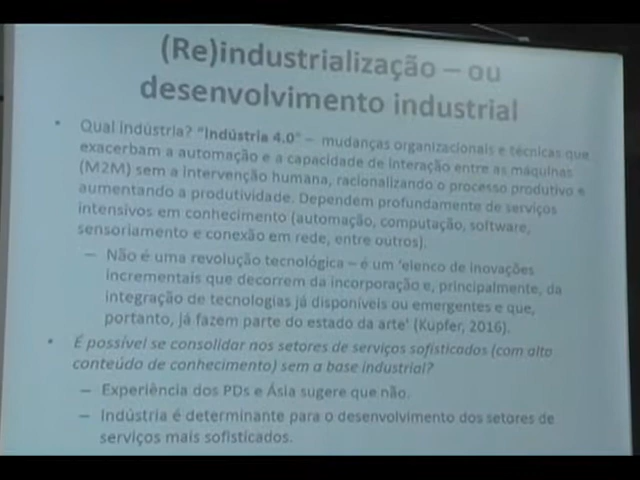 (Re)industrialização – ou
desenvolvimento industrial
• Qual indústria? "Indústria 4.0" – mudanças organizacionais e técnicas que
exacerbam a automação e a capacidade de interação entre as máquinas
(M2M) sem a intervenção humana, racionalizando o processo produtivo e
aumentando a produtividade. Dependem profundamente de serviços
intensivos em conhecimento (automação, computação, software,
sensoriamento e conexão em rede, entre outros).
– Não é uma revolução tecnológica – é um 'elenco de inovações
incrementais que decorrem da incorporação e, principalmente, da
integração de tecnologias já disponíveis ou emergentes e que,
portanto, já fazem parte do estado da arte' (Kupfer, 2016).
• É possível se consolidar nos setores de serviços sofisticados (com alto
conteúdo de conhecimento) sem a base industrial?
– Experiência dos PDs e Ásia sugere que não.
– Indústria é determinante para o desenvolvimento dos setores de
serviços mais sofisticados.